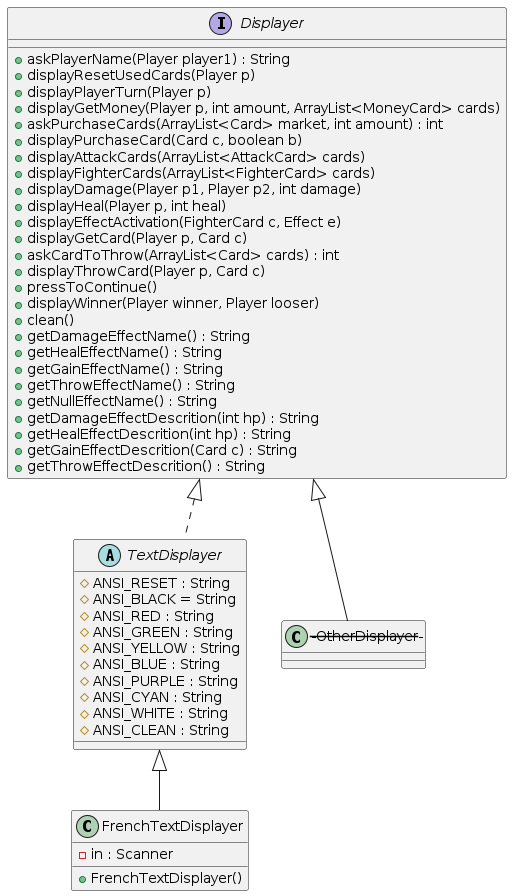 I Displayer
askPlayerName(Player player1) : String
displayResetUsedCards(Player p)
displayPlayerTurn(Player p)
displayGetMoney(Player p, int amount, ArrayList<MoneyCard> cards)
askPurchaseCards(ArrayList<Card> market, int amount) : int
displayPurchaseCard(Card c, boolean b)
displayAttackCards(ArrayList<AttackCard> cards)
displayFighterCards(ArrayList<FighterCard> cards)
displayDamage(Player p1, Player p2, int damage)
displayHeal(Player p, int heal)
displayEffectActivation(FighterCard c, Effect e)
displayGetCard(Player p, Card c)
askCardToThrow(ArrayList<Card> cards) : int
displayThrowCard(Player p, Card c)
pressToContinue()
displayWinner(Player winner, Player looser)
clean()
getDamageEffectName() : String
getHealEffectName() : String
getGainEffectName() : String
getThrowEffectName() : String
getNullEffectName() : String
getDamageEffectDescrition(int hp) : String
getHealEffectDescrition(int hp) : String
getGainEffectDescrition(Card c) : String
getThrowEffectDescrition() : String
A TextDisplayer
ANSI_RESET : String
ANSI_BLACK = String
ANSI_RED : String
ANSI_GREEN : String
ANSI_YELLOW : String
ANSI_BLUE : String
ANSI_PURPLE : String
ANSI_CYAN : String
ANSI_WHITE : String
ANSI_CLEAN : String
C -OtherDisplayer-
C FrenchTextDisplayer
in : Scanner
FrenchTextDisplayer()